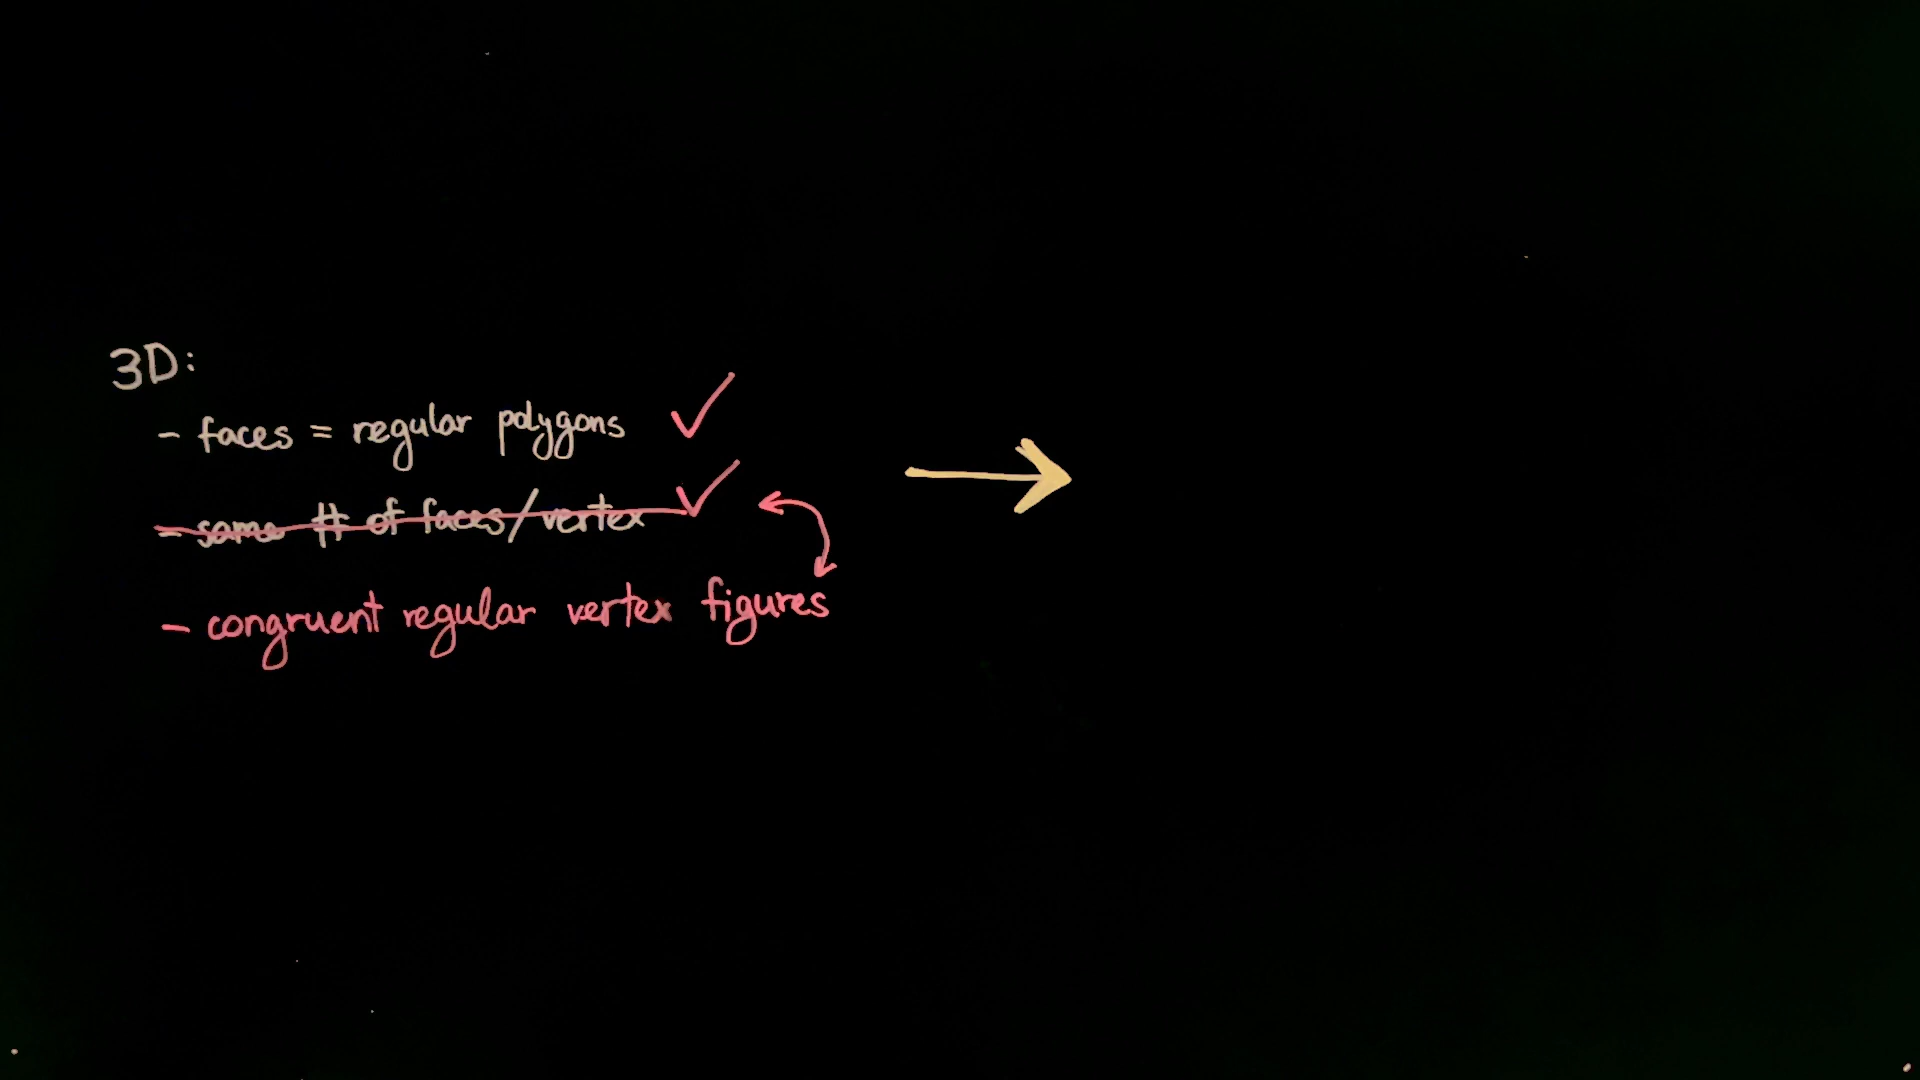 3D:
- faces = regular polygons ✓
- same # of faces/vertex ✓
- congruent regular vertex figures